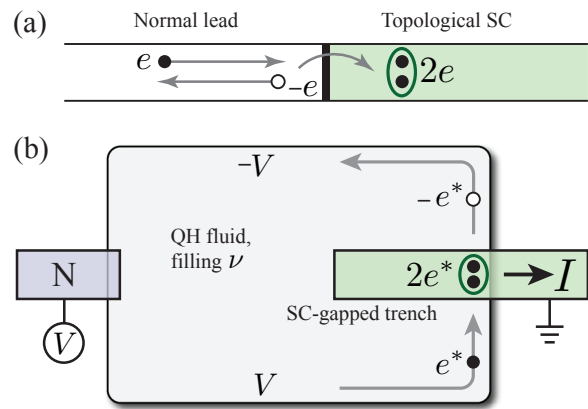 (a)
Normal lead
Topological SC
e
-e
2e
(b)
-V
-e*
QH fluid,
filling ν
N
2e*
I
SC-gapped trench
V
V
e*